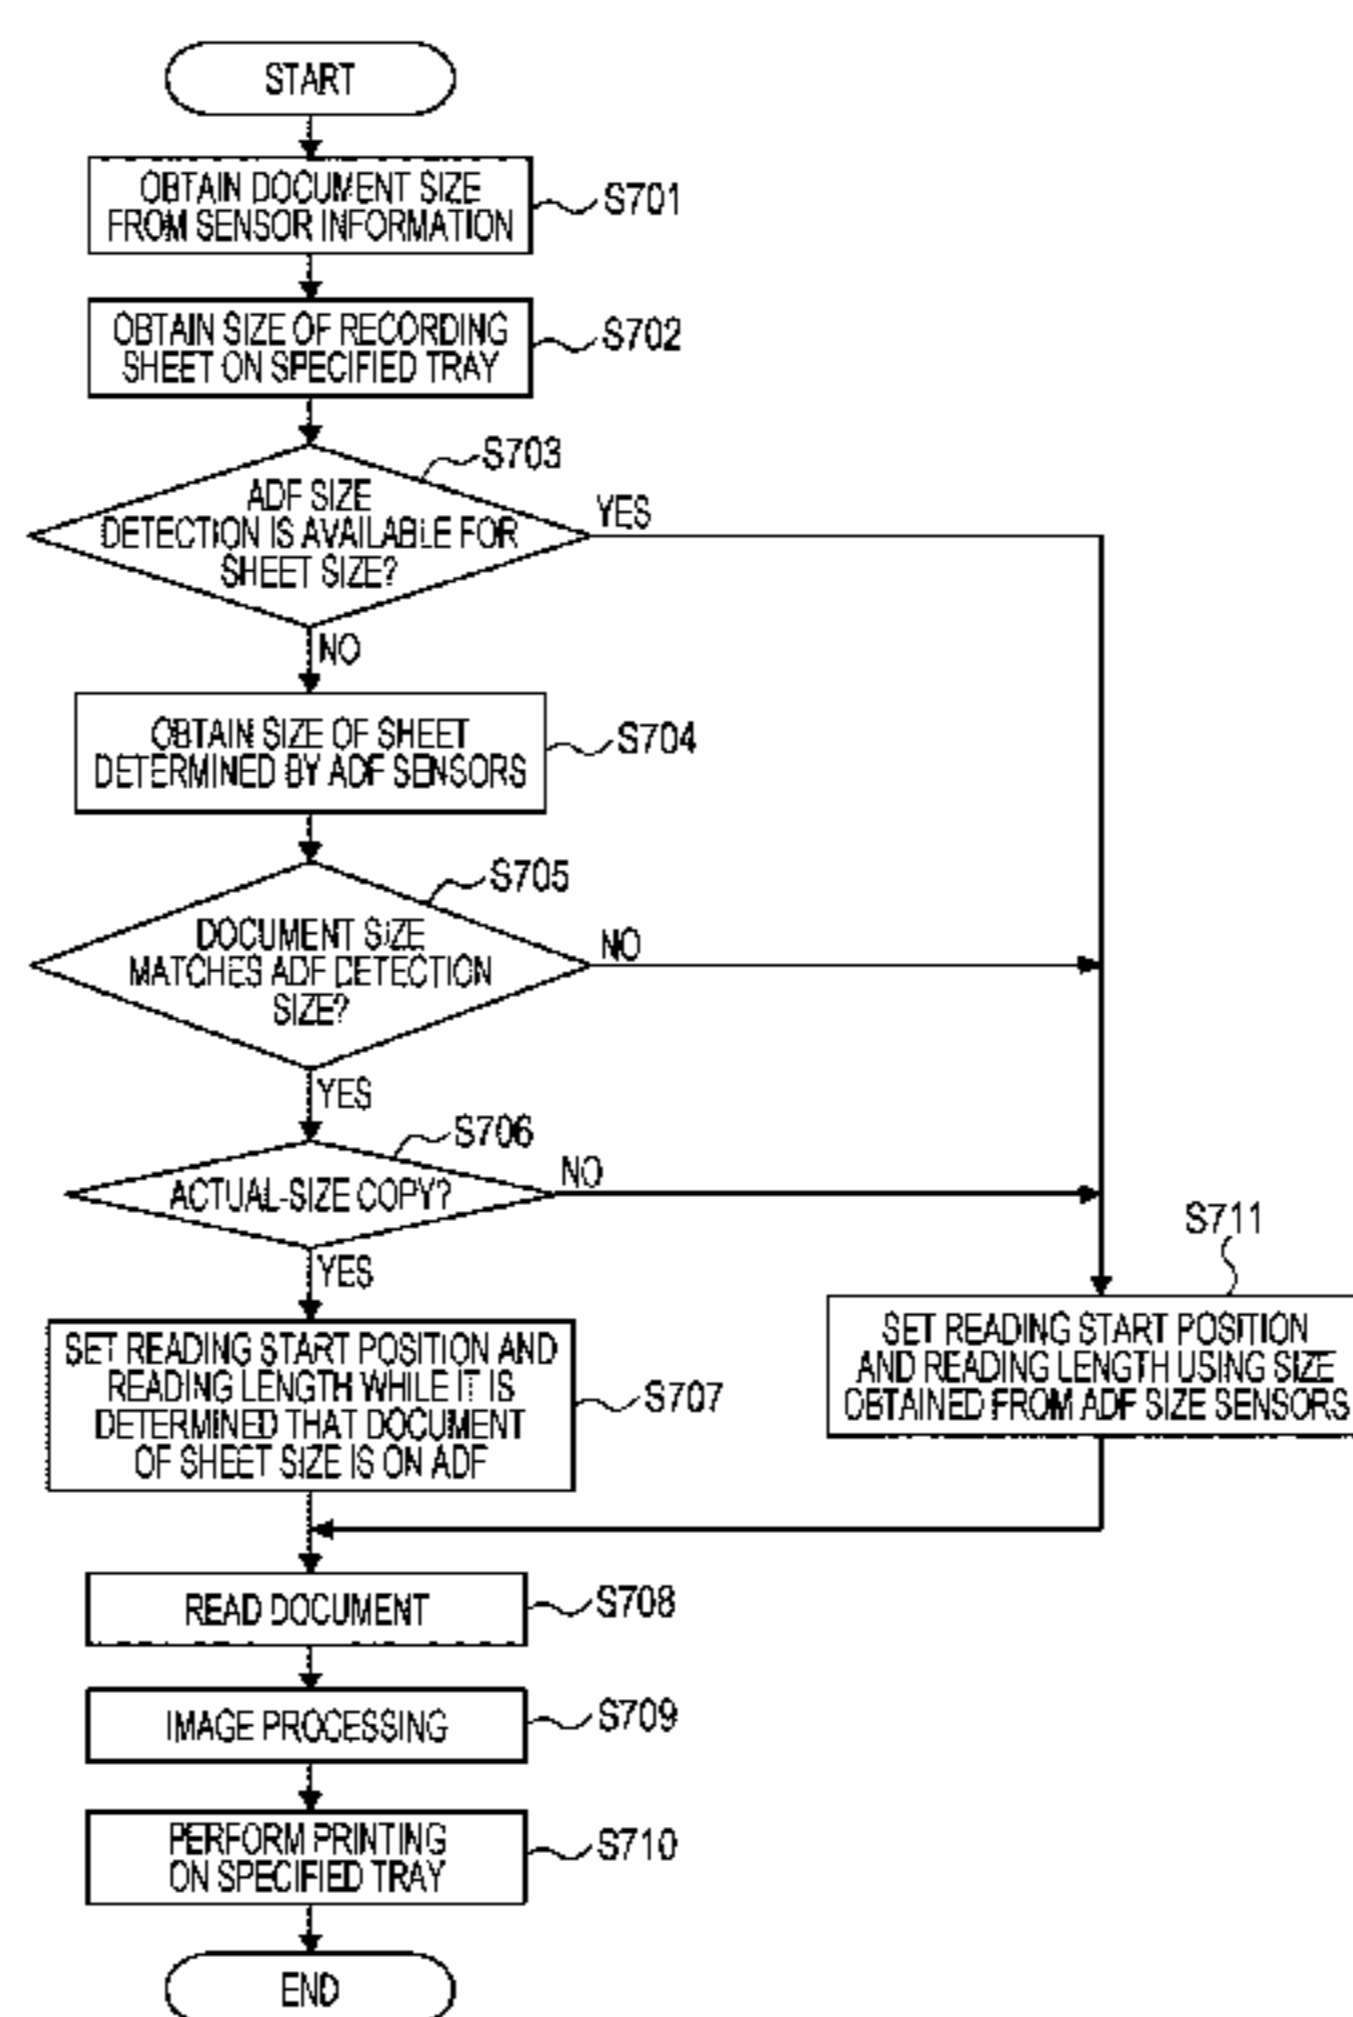 START
OBTAIN DOCUMENT SIZE
FROM SENSOR INFORMATION
S701
OBTAIN SIZE OF RECORDING
SHEET ON SPECIFIED TRAY
S702
S703
ADF SIZE
DETECTION IS AVAILABLE FOR
SHEET SIZE?
YES
NO
OBTAIN SIZE OF SHEET
DETERMINED BY ADF SENSORS
S704
S705
DOCUMENT SIZE
MATCHES ADF DETECTION
SIZE?
NO
YES
S706
ACTUAL-SIZE COPY?
NO
YES
S711
SET READING START POSITION
AND READING LENGTH USING SIZE
OBTAINED FROM ADF SIZE SENSORS
SET READING START POSITION AND
READING LENGTH WHILE IT IS
DETERMINED THAT DOCUMENT
OF SHEET SIZE IS ON ADF
S707
READ DOCUMENT
S708
IMAGE PROCESSING
S709
PERFORM PRINTING
ON SPECIFIED TRAY
S710
END